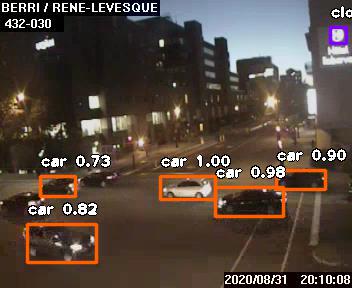 BERRI / RENE-LEVESQUE
432-030
clo
car 0.73
car 1.00
car 0.98
car 0.90
car 0.82
2020/08/31 20:10:08